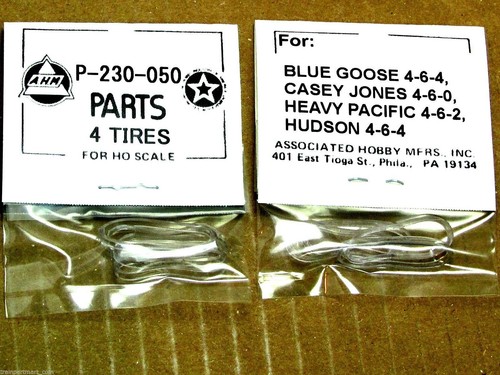 AHM
P-230-050
PARTS
4 TIRES
FOR HO SCALE
For:
BLUE GOOSE 4-6-4,
CASEY JONES 4-6-0,
HEAVY PACIFIC 4-6-2,
HUDSON 4-6-4
ASSOCIATED HOBBY MFRS., INC.
401 East Tioga St., Phila., PA 19134